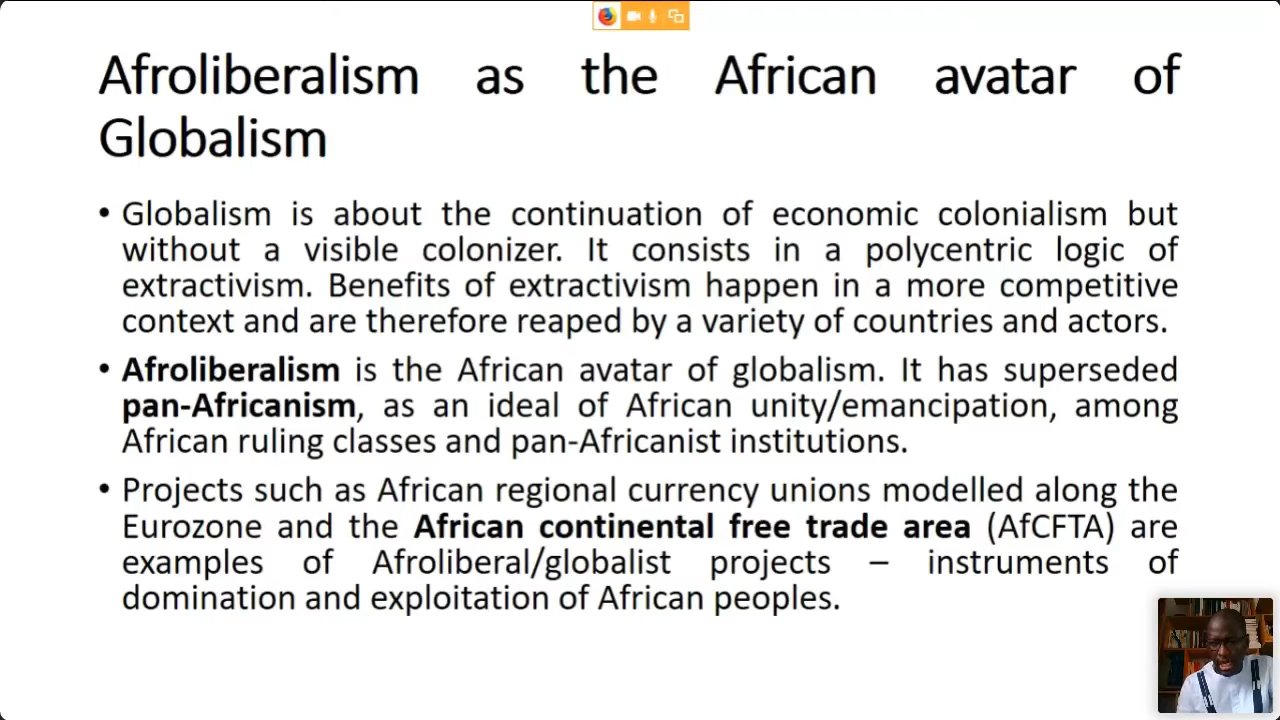 Afroliberalism as the African avatar of
Globalism
• Globalism is about the continuation of economic colonialism but
without a visible colonizer. It consists in a polycentric logic of
extractivism. Benefits of extractivism happen in a more competitive
context and are therefore reaped by a variety of countries and actors.
• Afroliberalism is the African avatar of globalism. It has superseded
pan-Africanism, as an ideal of African unity/emancipation, among
African ruling classes and pan-Africanist institutions.
• Projects such as African regional currency unions modelled along the
Eurozone and the African continental free trade area (AfCFTA) are
examples of Afroliberal/globalist projects – instruments of
domination and exploitation of African peoples.